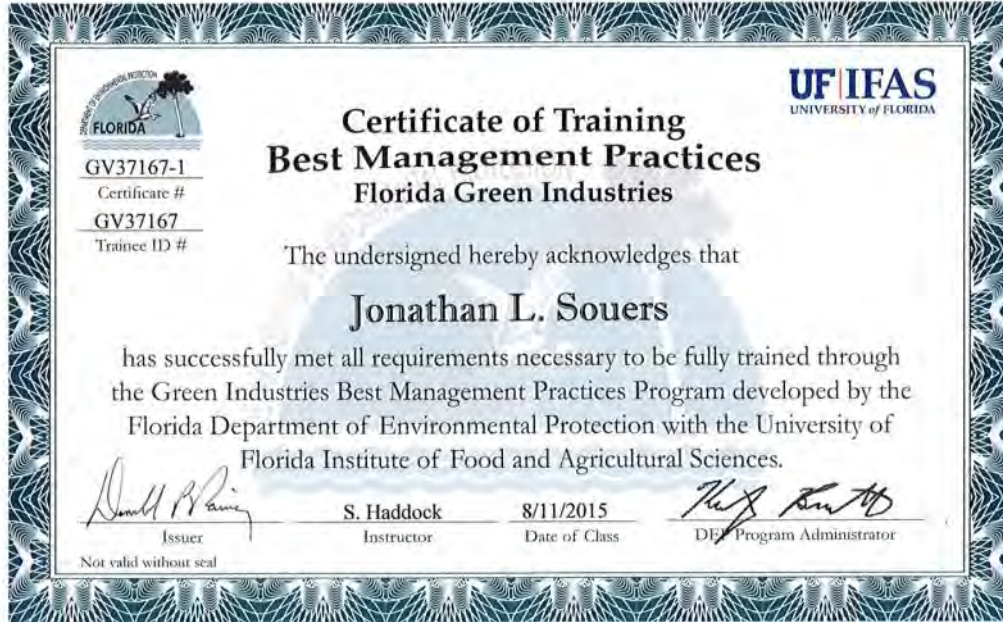 DEPARTMENT OF ENVIRONMENTAL PROTECTION
FLORIDA
UF IFAS
UNIVERSITY of FLORIDA
GV37167-1
Certificate #
GV37167
Trainee ID #
Certificate of Training
Best Management Practices
Florida Green Industries
The undersigned hereby acknowledges that
Jonathan L. Souers
has successfully met all requirements necessary to be fully trained through
the Green Industries Best Management Practices Program developed by the
Florida Department of Environmental Protection with the University of
Florida Institute of Food and Agricultural Sciences.
Issuer
S. Haddock
Instructor
8/11/2015
Date of Class
DEP Program Administrator
Not valid without seal